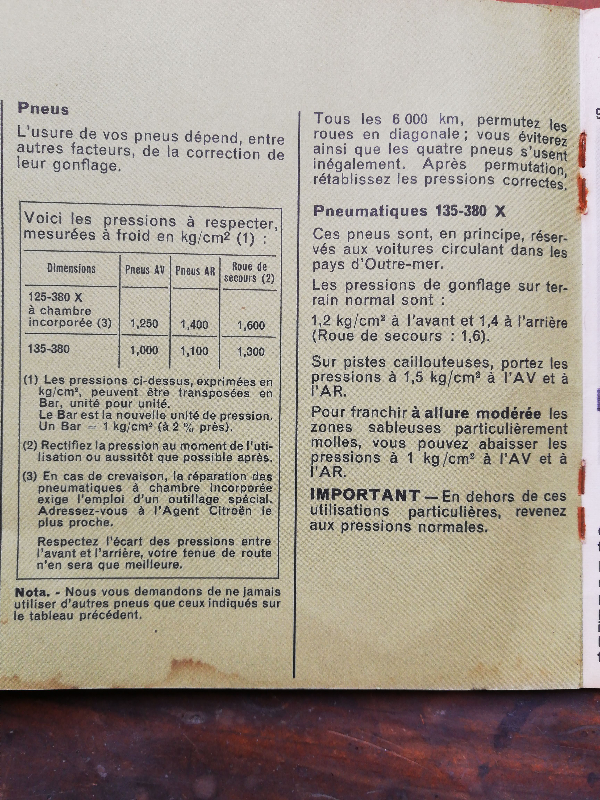 Pneus
L'usure de vos pneus dépend, entre
autres facteurs, de la correction de
leur gonflage.
Voici les pressions à respecter,
mesurées à froid en kg/cm² (1) :
Dimensions Pneus AV Pneus AR Roue de
secours (2)
125-380 X
à chambre
incorporée (3) 1,250 1,400 1,600
135-380 1,000 1,100 1,300
(1) Les pressions ci-dessus, exprimées en
kg/cm², peuvent être transposées en
Bar, unité pour unité.
Le Bar est la nouvelle unité de pression.
Un Bar ≃ 1 kg/cm² (à 2 % près).
(2) Rectifiez la pression au moment de l'uti-
lisation ou aussitôt que possible après.
(3) En cas de crevaison, la réparation des
pneumatiques à chambre incorporée
exige l'emploi d'un outillage spécial.
Adressez-vous à l'Agent Citroën le
plus proche.
Respectez l'écart des pressions entre
l'avant et l'arrière, votre tenue de route
n'en sera que meilleure.
Nota. - Nous vous demandons de ne jamais
utiliser d'autres pneus que ceux indiqués sur
le tableau précédent.
Tous les 6 000 km, permutez les
roues en diagonale ; vous éviterez
ainsi que les quatre pneus s'usent
inégalement. Après permutation,
rétablissez les pressions correctes.
Pneumatiques 135-380 X
Ces pneus sont, en principe, réser-
vés aux voitures circulant dans les
pays d'Outre-mer.
Les pressions de gonflage sur ter-
rain normal sont :
1,2 kg/cm² à l'avant et 1,4 à l'arrière
(Roue de secours : 1,6).
Sur pistes caillouteuses, portez les
pressions à 1,5 kg/cm² à l'AV et à
l'AR.
Pour franchir à allure modérée les
zones sableuses particulièrement
molles, vous pouvez abaisser les
pressions à 1 kg/cm² à l'AV et à
l'AR.
IMPORTANT — En dehors de ces
utilisations particulières, revenez
aux pressions normales.